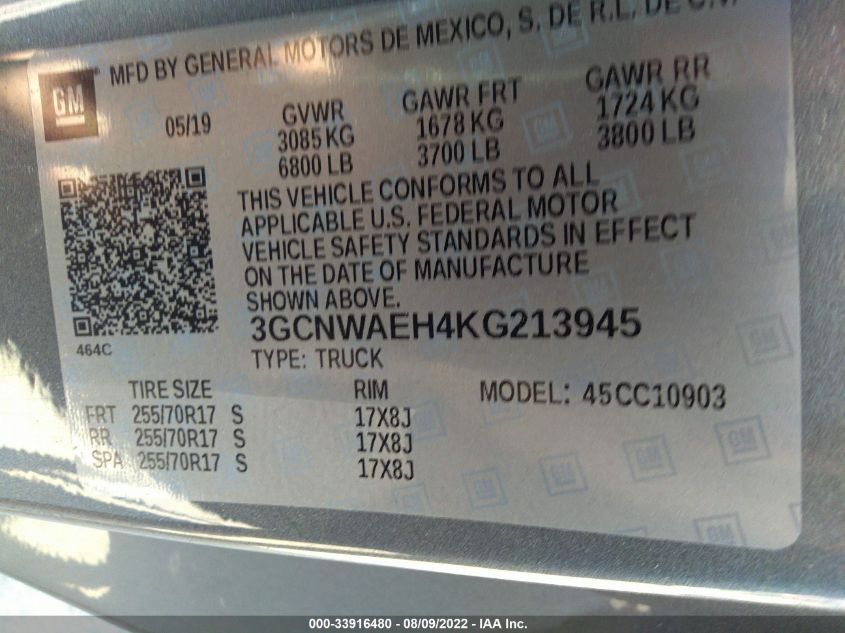 MFD BY GENERAL MOTORS DE MEXICO, S. DE R.L. DE C.V.
GM
05/19
GVWR
3085 KG
6800 LB
GAWR FRT
1678 KG
3700 LB
GAWR RR
1724 KG
3800 LB
THIS VEHICLE CONFORMS TO ALL
APPLICABLE U.S. FEDERAL MOTOR
VEHICLE SAFETY STANDARDS IN EFFECT
ON THE DATE OF MANUFACTURE
SHOWN ABOVE.
464C
3GCNWAEH4KG213945
TYPE: TRUCK
TIRE SIZE RIM MODEL: 45CC10903
FRT 255/70R17 S 17X8J
RR 255/70R17 S 17X8J
SPA 255/70R17 S 17X8J
000-33916480 - 08/09/2022 - IAA Inc.